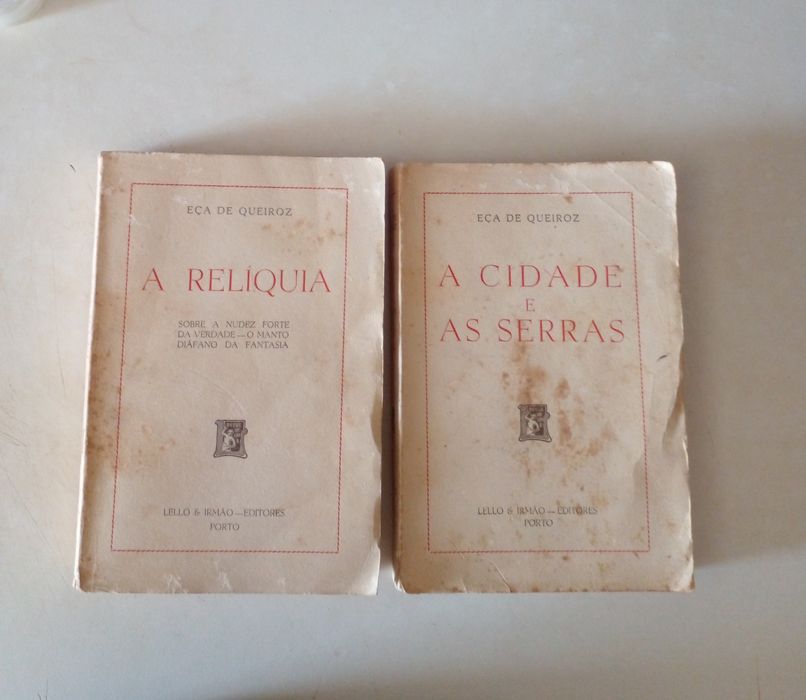 EÇA DE QUEIROZ
A RELÍQUIA
SOBRE A NUDEZ FORTE
DA VERDADE—O MANTO
DIÁFANO DA FANTASIA
LELLO & IRMÃO—EDITORES
PORTO
EÇA DE QUEIROZ
A CIDADE
E
AS SERRAS
LELLO & IRMÃO—EDITORES
PORTO